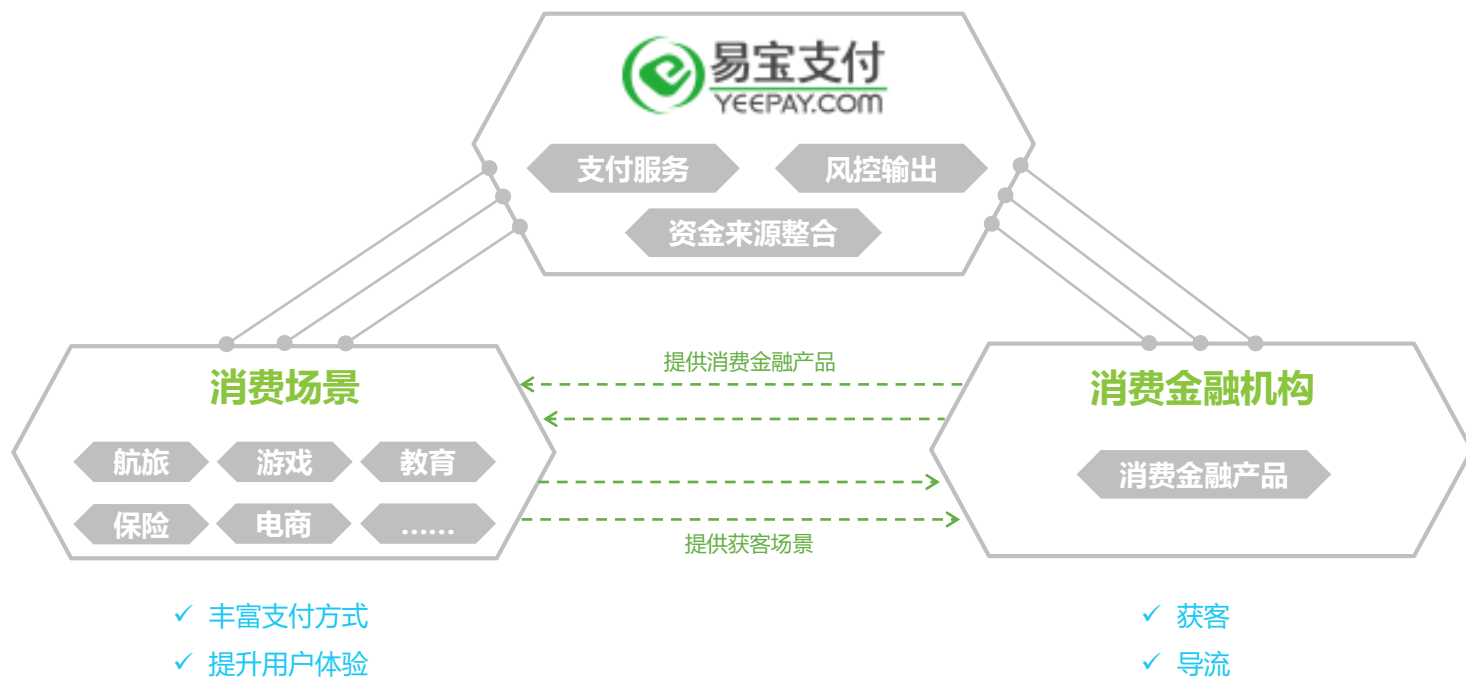 易宝支付
YEEPAY.COM
支付服务 风控输出
资金来源整合
提供消费金融产品
消费场景
消费金融机构
航旅 游戏 教育
消费金融产品
保险 电商 ……
提供获客场景
✓ 丰富支付方式
✓ 提升用户体验
✓ 获客
✓ 导流